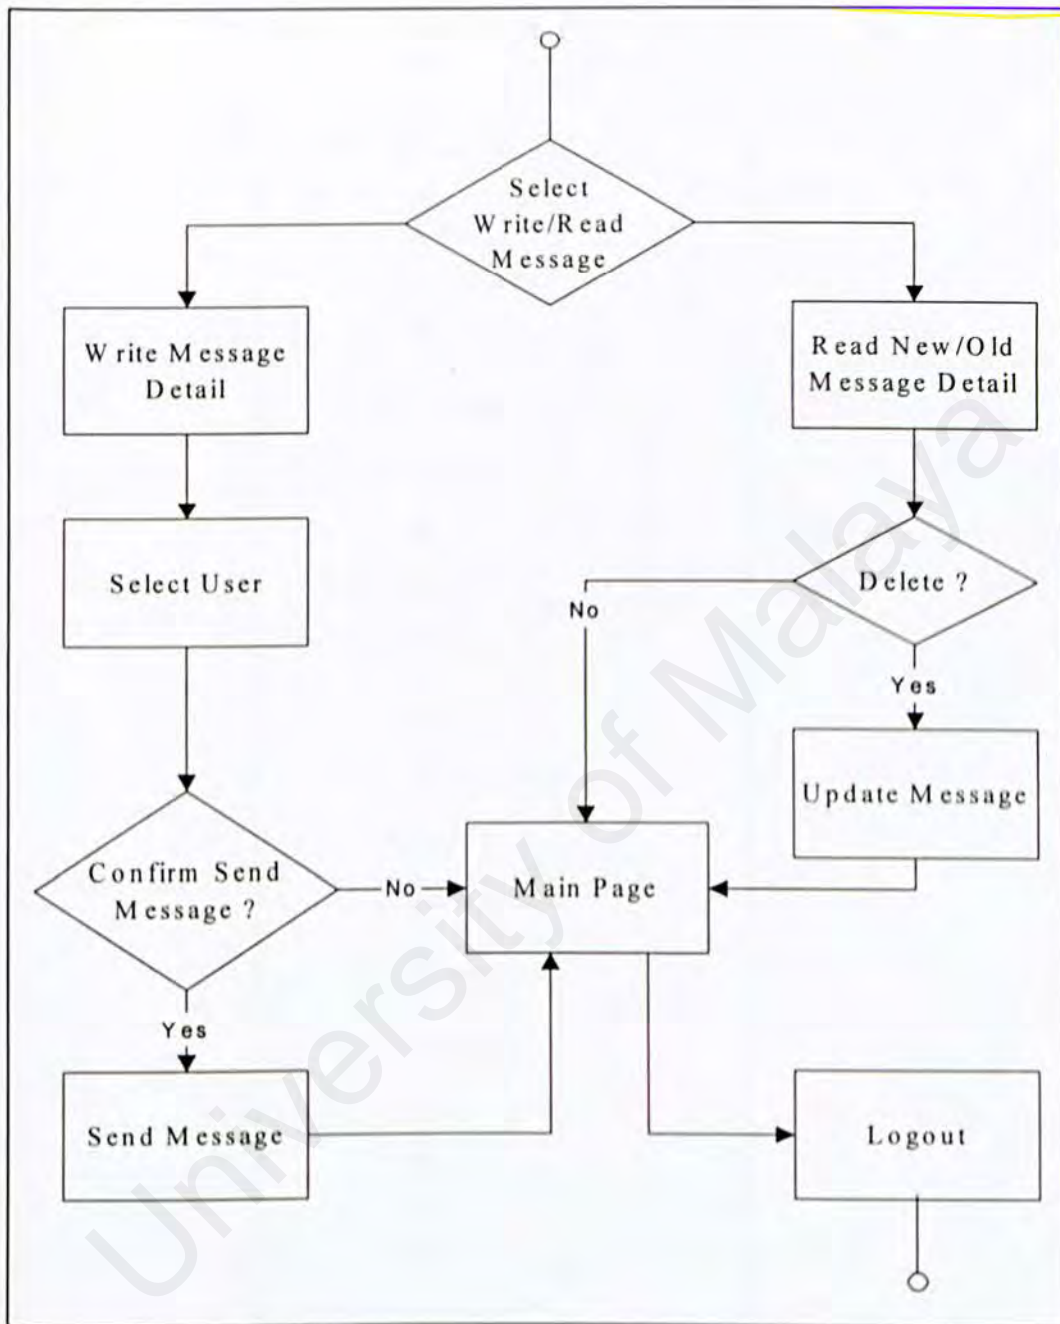 Select
Write/Read
Message
Write Message
Detail
Read New/Old
Message Detail
Select User
Delete ?
No
Yes
Update Message
Confirm Send
Message ?
No
Main Page
Yes
Send Message
Logout
University of Malaya